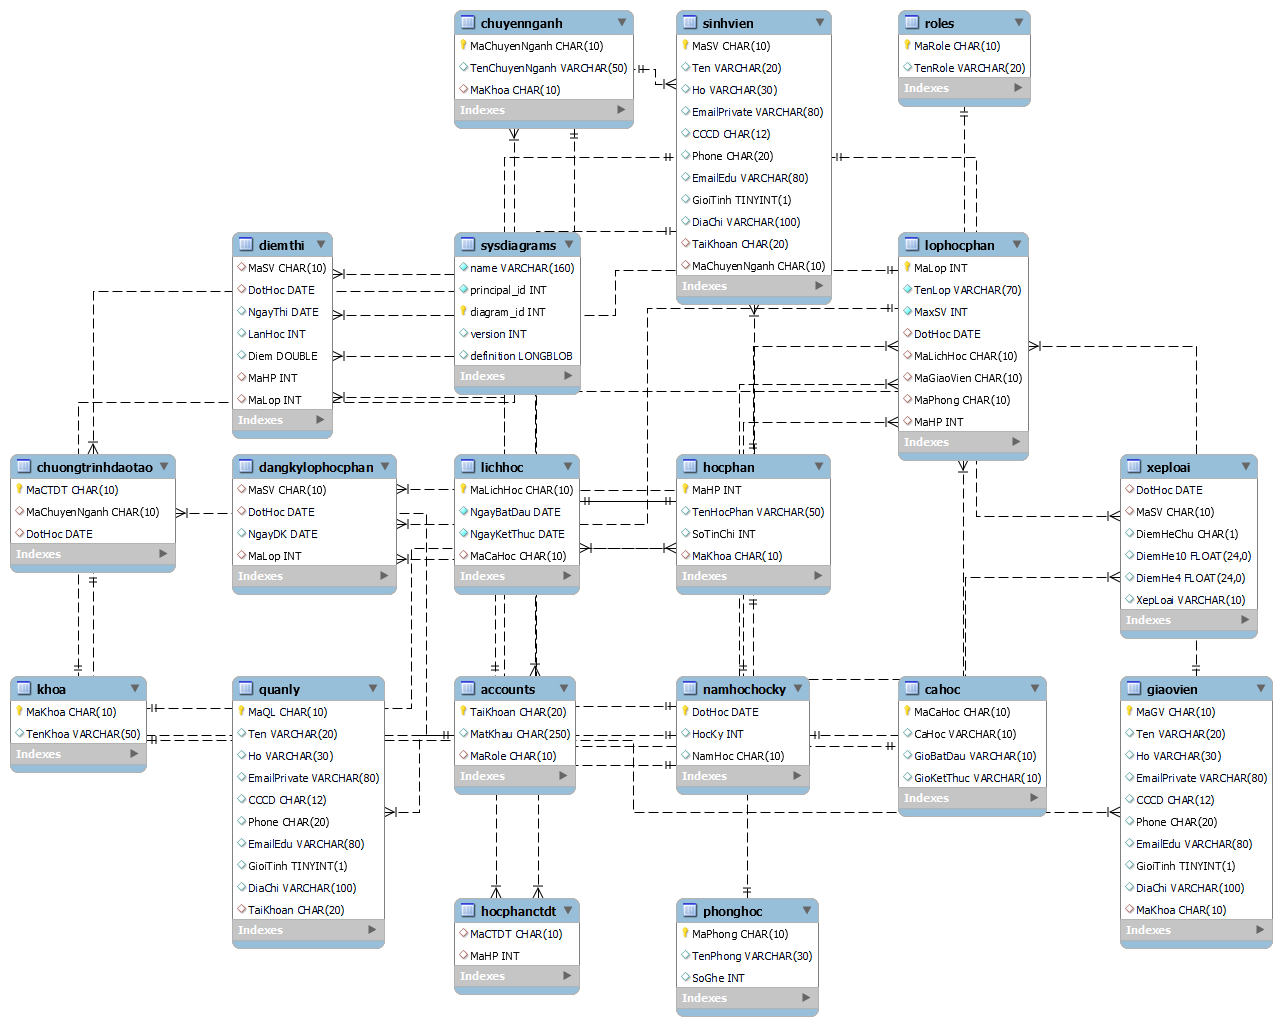 chuyennganh
MaChuyenNganh CHAR(10)
TenChuyenNganh VARCHAR(50)
MaKhoa CHAR(10)
Indexes
sinhvien
MaSV CHAR(10)
Ten VARCHAR(20)
Ho VARCHAR(30)
EmailPrivate VARCHAR(80)
CCCD CHAR(12)
Phone CHAR(20)
EmailEdu VARCHAR(80)
GioiTinh TINYINT(1)
DiaChi VARCHAR(100)
TaiKhoan CHAR(20)
MaChuyenNganh CHAR(10)
Indexes
roles
MaRole CHAR(10)
TenRole VARCHAR(20)
Indexes
diemthi
MaSV CHAR(10)
DotHoc DATE
NgayThi DATE
LanHoc INT
Diem DOUBLE
MaHP INT
MaLop INT
Indexes
sysdiagrams
name VARCHAR(160)
principal_id INT
diagram_id INT
version INT
definition LONGBLOB
Indexes
lophocphan
MaLop INT
TenLop VARCHAR(70)
MaxSV INT
DotHoc DATE
MaLichHoc CHAR(10)
MaGiaoVien CHAR(10)
MaPhong CHAR(10)
MaHP INT
Indexes
chuongtrinhdaotao
MaCTDT CHAR(10)
MaChuyenNganh CHAR(10)
DotHoc DATE
Indexes
dangkylophocphan
MaSV CHAR(10)
DotHoc DATE
NgayDK DATE
MaLop INT
Indexes
lichhoc
MaLichHoc CHAR(10)
NgayBatDau DATE
NgayKetThuc DATE
MaCaHoc CHAR(10)
Indexes
hocphan
MaHP INT
TenHocPhan VARCHAR(50)
SoTinChi INT
MaKhoa CHAR(10)
Indexes
xeploai
DotHoc DATE
MaSV CHAR(10)
DiemHeChu CHAR(1)
DiemHe10 FLOAT(24,0)
DiemHe4 FLOAT(24,0)
XepLoai VARCHAR(10)
Indexes
khoa
MaKhoa CHAR(10)
TenKhoa VARCHAR(50)
Indexes
quanly
MaQL CHAR(10)
Ten VARCHAR(20)
Ho VARCHAR(30)
EmailPrivate VARCHAR(80)
CCCD CHAR(12)
Phone CHAR(20)
EmailEdu VARCHAR(80)
GioiTinh TINYINT(1)
DiaChi VARCHAR(100)
TaiKhoan CHAR(20)
Indexes
accounts
TaiKhoan CHAR(20)
MatKhau CHAR(250)
MaRole CHAR(10)
Indexes
namhochocky
DotHoc DATE
HocKy INT
NamHoc CHAR(10)
Indexes
cahoc
MaCaHoc CHAR(10)
CaHoc VARCHAR(10)
GioBatDau VARCHAR(10)
GioKetThuc VARCHAR(10)
Indexes
giaovien
MaGV CHAR(10)
Ten VARCHAR(20)
Ho VARCHAR(30)
EmailPrivate VARCHAR(80)
CCCD CHAR(12)
Phone CHAR(20)
EmailEdu VARCHAR(80)
GioiTinh TINYINT(1)
DiaChi VARCHAR(100)
MaKhoa CHAR(10)
Indexes
hocphanctdt
MaCTDT CHAR(10)
MaHP INT
Indexes
phonghoc
MaPhong CHAR(10)
TenPhong VARCHAR(30)
SoGhe INT
Indexes